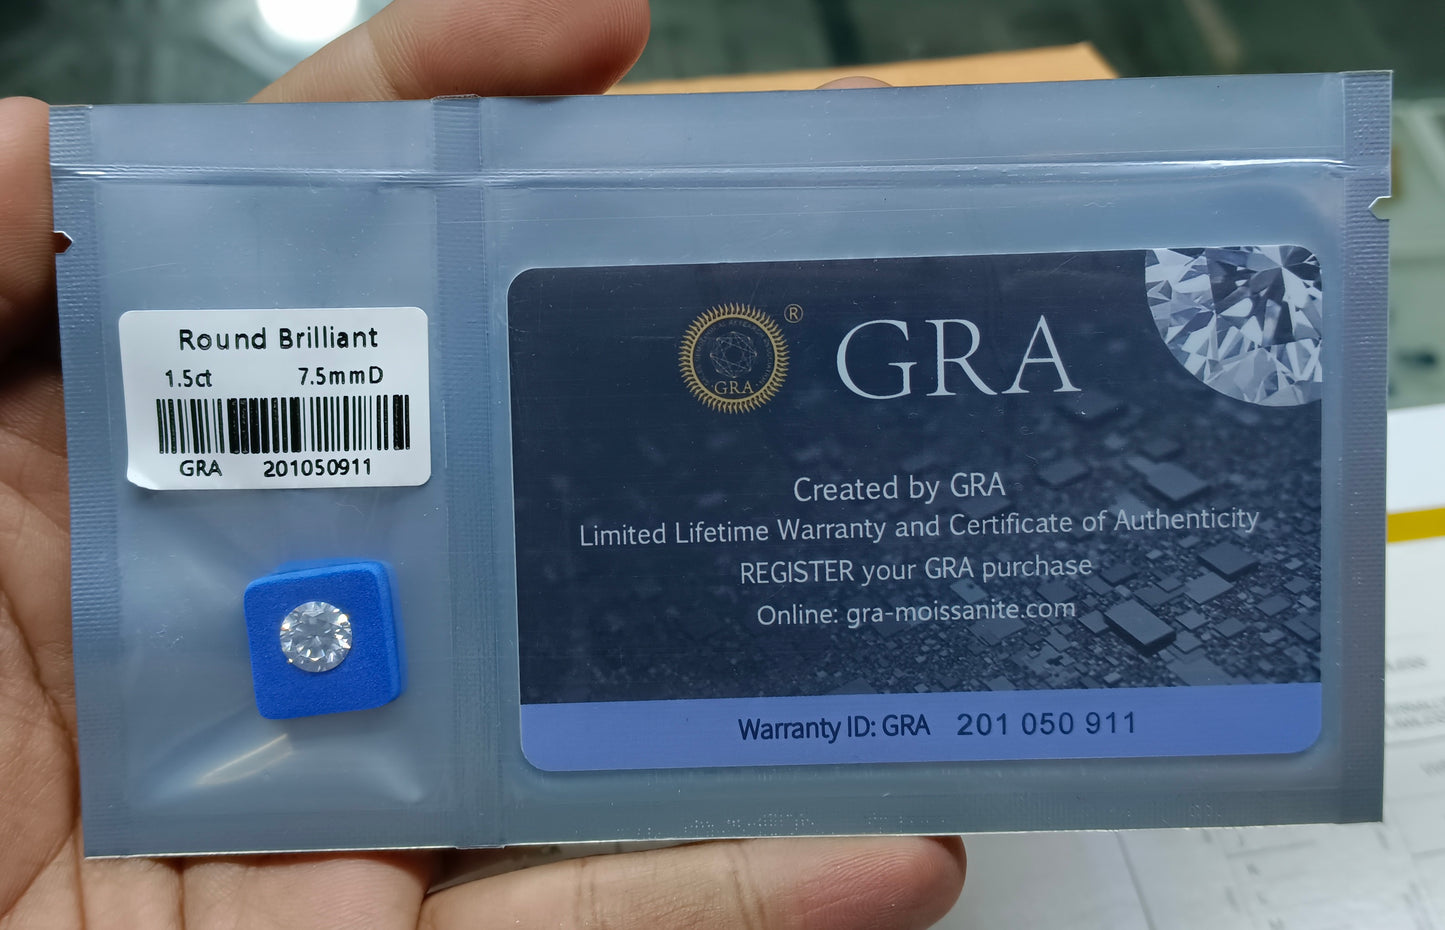 Round Brilliant
1.5ct 7.5mmD
GRA 201050911
®
GRA
GRA
Created by GRA
Limited Lifetime Warranty and Certificate of Authenticity
REGISTER your GRA purchase
Online: gra-moissanite.com
Warranty ID: GRA 201 050 911